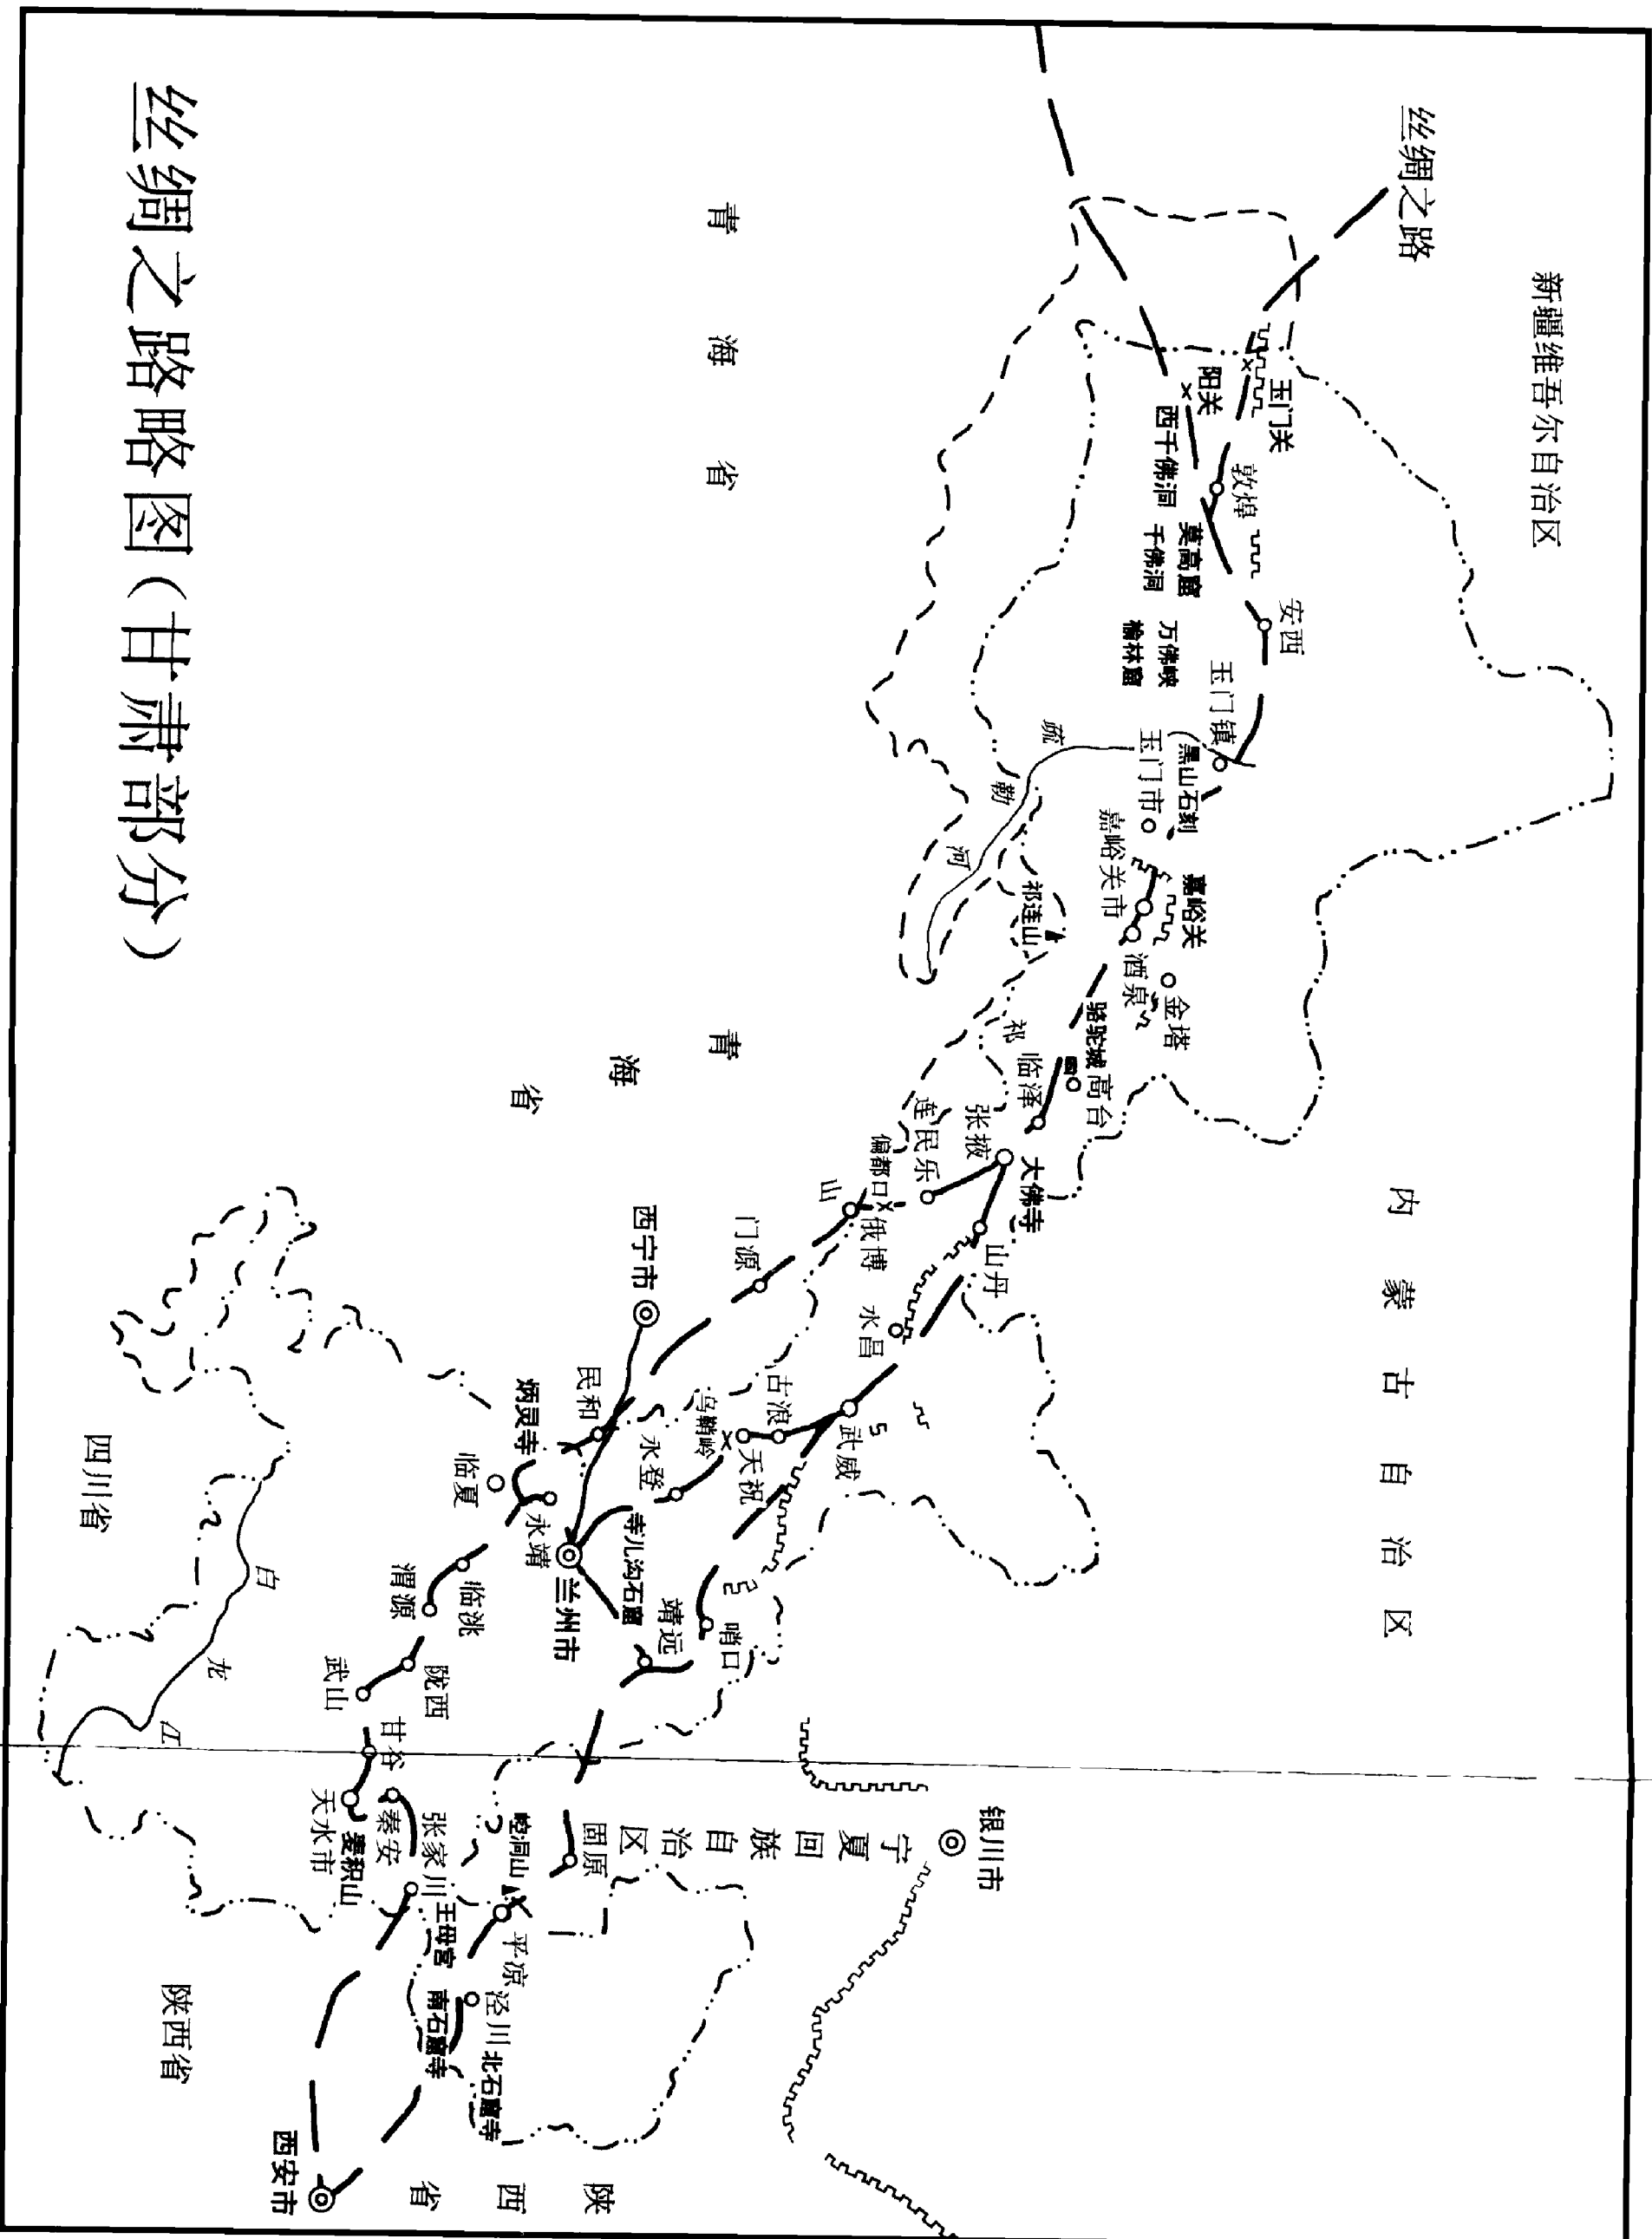 丝绸之路
新疆维吾尔自治区
玉门关
阳关
西千佛洞
敦煌
莫高窟
千佛洞
安西
万佛峡
榆林窟
玉门镇
玉门市
黑山石刻
疏
勒
河
嘉峪关市
嘉峪关
酒泉
金塔
祁连山
骆驼城
高台
临泽
祁
连
山
张掖
大佛寺
民乐
偏都口
俄博
山丹
门源
永昌
内蒙古自治区
青海省
青海省
西宁市
民和
武威
古浪
天祝
乌鞘岭
永登
炳灵寺
临夏
永靖
寺儿沟石窟
兰州市
靖远
哨口
临洮
渭源
陇西
武山
甘谷
天水市
麦积山
秦安
张家川
银川市
宁夏回族自治区
固原
崆洞山
平凉
王母宫
泾川
南石窟寺
北石窟寺
四川省
白
龙
江
陕西省
陕西省
西安市
丝绸之路略图（甘肃部分）